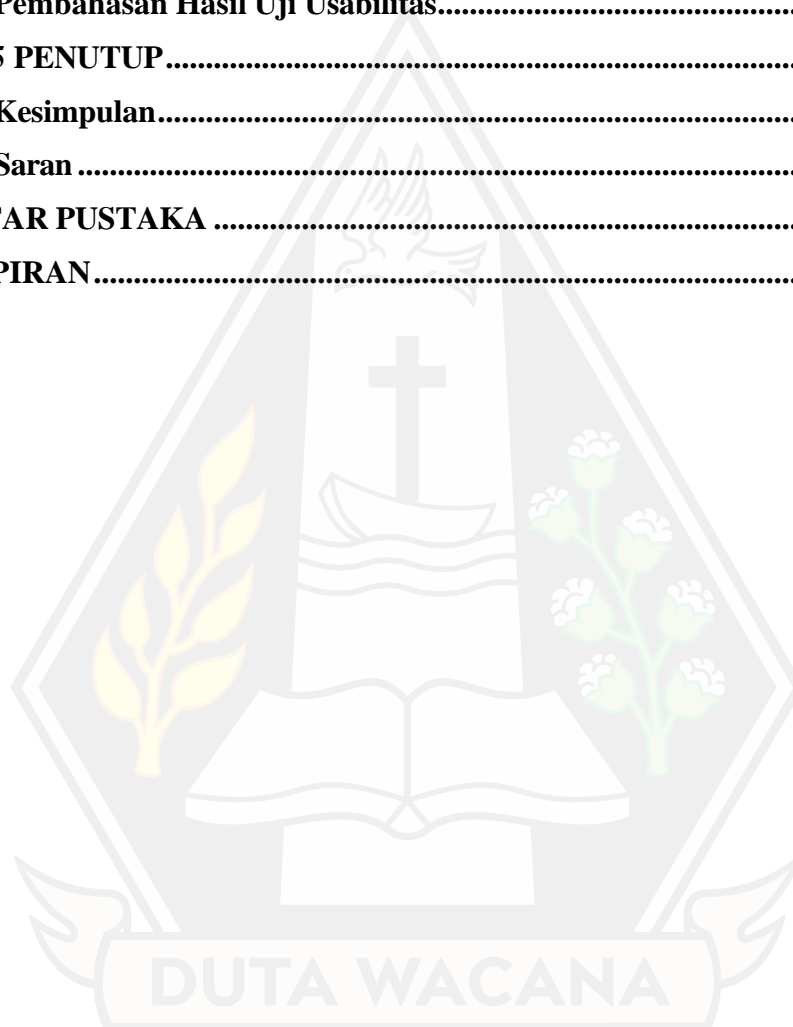 Pembahasan Hasil Uji Usabilitas.......................................................
5 PENUTUP.......................................................................................
Kesimpulan.......................................................................................
Saran .................................................................................................
AR PUSTAKA ................................................................................
PIRAN...............................................................................................
DUTA WACANA